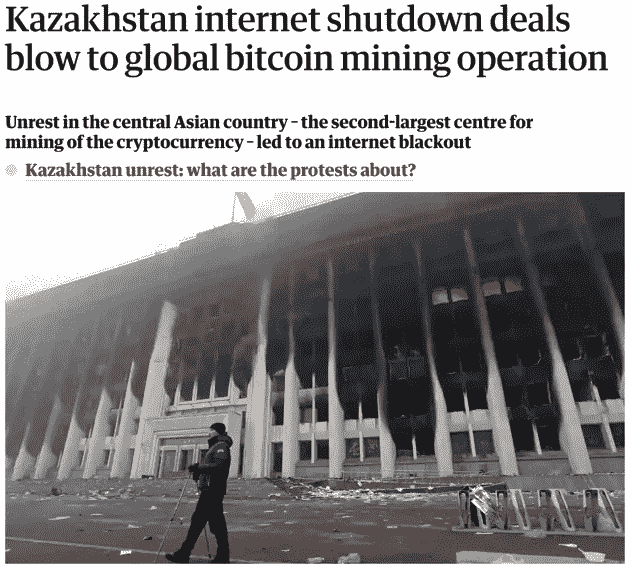 Kazakhstan internet shutdown deals
blow to global bitcoin mining operation
Unrest in the central Asian country – the second-largest centre for
mining of the cryptocurrency – led to an internet blackout
Kazakhstan unrest: what are the protests about?